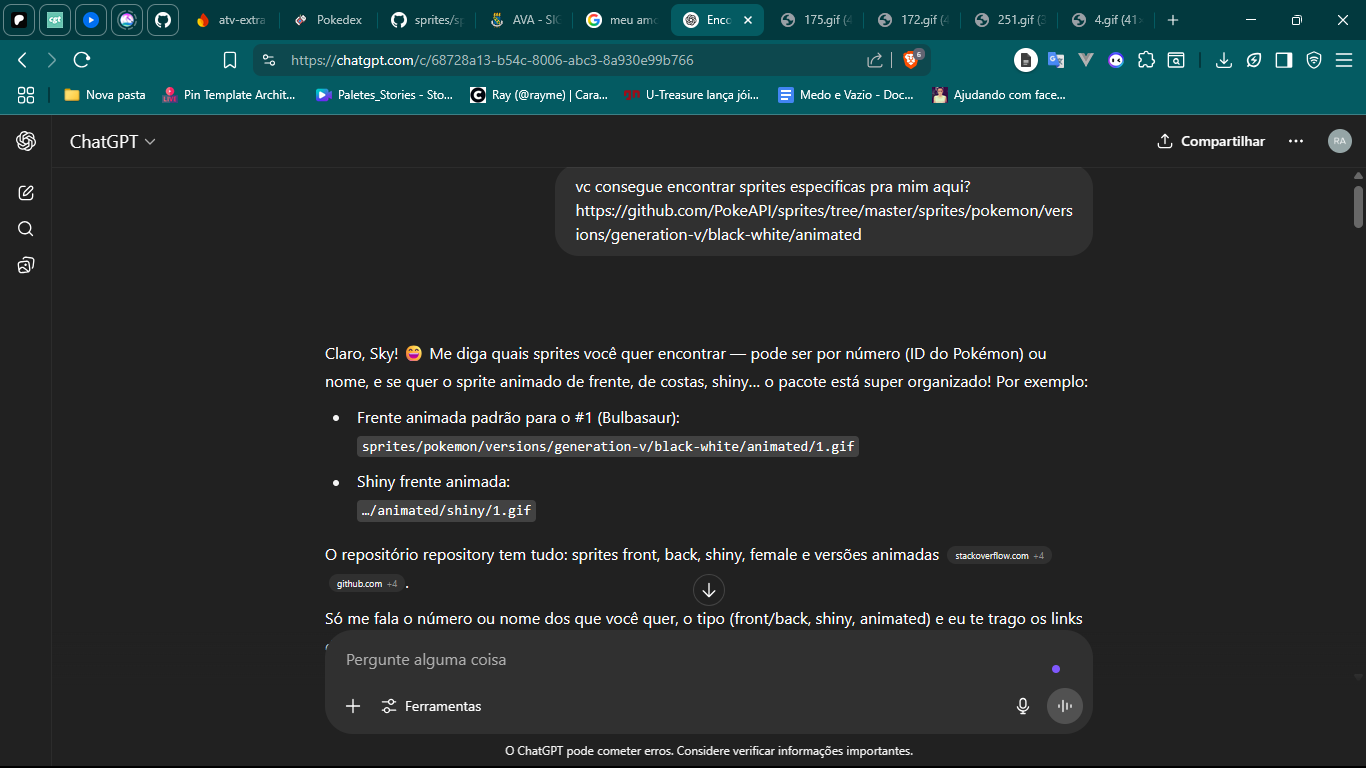 atv-extra
Pokedex
sprites/sp
AVA - SIG
meu amo
Enco
175.gif (4
172.gif (4
251.gif (3
4.gif (41×
https://chatgpt.com/c/68728a13-b54c-8006-abc3-8a930e99b766
6
Nova pasta
Pin Template Archit...
Paletes_Stories - Sto...
Ray (@rayme) | Cara...
U-Treasure lança jói...
Medo e Vazio - Doc...
Ajudando com face...
ChatGPT
Compartilhar
RA
vc consegue encontrar sprites especificas pra mim aqui?
https://github.com/PokeAPI/sprites/tree/master/sprites/pokemon/vers
ions/generation-v/black-white/animated
Claro, Sky! 😄 Me diga quais sprites você quer encontrar — pode ser por número (ID do Pokémon) ou
nome, e se quer o sprite animado de frente, de costas, shiny... o pacote está super organizado! Por exemplo:
• Frente animada padrão para o #1 (Bulbasaur):
sprites/pokemon/versions/generation-v/black-white/animated/1.gif
• Shiny frente animada:
…/animated/shiny/1.gif
O repositório repository tem tudo: sprites front, back, shiny, female e versões animadas stackoverflow.com +4
github.com +4 .
Só me fala o número ou nome dos que você quer, o tipo (front/back, shiny, animated) e eu te trago os links
Pergunte alguma coisa
Ferramentas
O ChatGPT pode cometer erros. Considere verificar informações importantes.